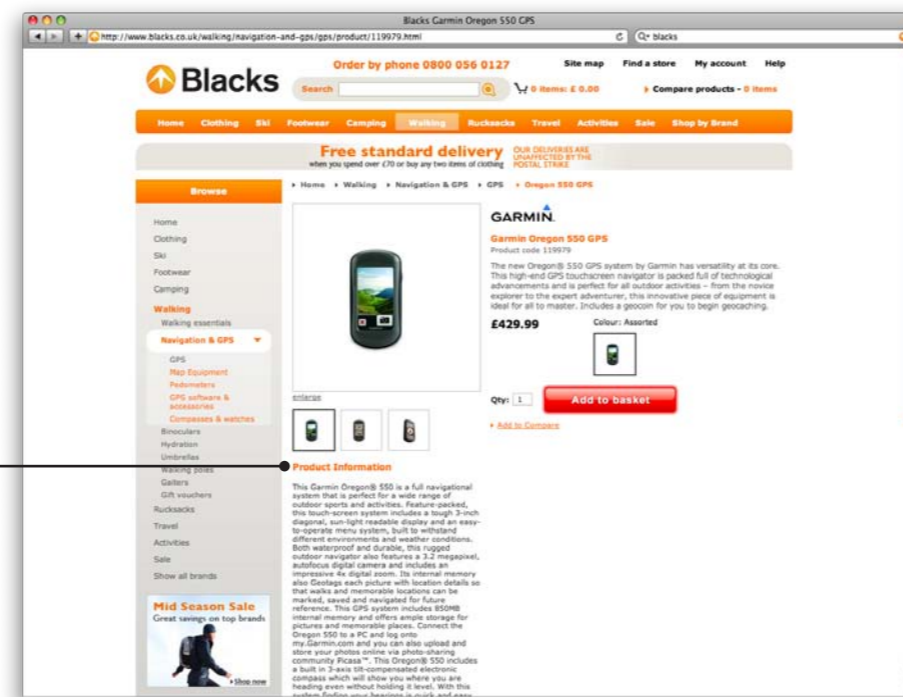 Blacks Garmin Oregon 550 GPS
http://www.blacks.co.uk/walking/navigation-and-gps/gps/product/119979.html
blacks
Blacks
Order by phone 0800 056 0127
Site map Find a store My account Help
Search
0 items: £ 0.00
Compare products - 0 items
Home Clothing Ski Footwear Camping Walking Rucksacks Travel Activities Sale Shop by Brand
Free standard delivery
when you spend over £70 or buy any two items of clothing
OUR DELIVERIES ARE
UNAFFECTED BY THE
POSTAL STRIKE
Browse
Home Walking Navigation & GPS GPS Oregon 550 GPS
Home
Clothing
Ski
Footwear
Camping
Walking
Walking essentials
Navigation & GPS
GPS
Map Equipment
Pedometers
GPS software &
accessories
Compasses & watches
Binoculars
Hydration
Umbrellas
Walking poles
Gaiters
Gift vouchers
Rucksacks
Travel
Activities
Sale
Show all brands
Mid Season Sale
Great savings on top brands
Shop now
GARMIN
Garmin Oregon 550 GPS
Product code 119979
The new Oregon® 550 GPS system by Garmin has versatility at its core.
This high-end GPS touchscreen navigator is packed full of technological
advancements and is perfect for all outdoor activities – from the novice
explorer to the expert adventurer, this innovative piece of equipment is
ideal for all to master. Includes a geocoin for you to begin geocaching.
£429.99
Colour: Assorted
enlarge
Qty: 1
Add to basket
Add to Compare
Product Information
This Garmin Oregon® 550 is a full navigational
system that is perfect for a wide range of
outdoor sports and activities. Feature-packed,
this touch-screen system includes a tough 3-inch
diagonal, sun-light readable display and an easy-
to-operate menu system, built to withstand
different environments and weather conditions.
Both waterproof and durable, this rugged
outdoor navigator also features a 3.2 megapixel,
autofocus digital camera and includes an
impressive 4x digital zoom. Its internal memory
also Geotags each picture with location details so
that walks and memorable locations can be
marked, saved and navigated for future
reference. This GPS system includes 850MB
internal memory and offers ample storage for
pictures and memorable places. Connect the
Oregon 550 to a PC and log onto
my.Garmin.com and you can also upload and
store your photos online via photo-sharing
community Picasa™. This Oregon® 550 includes
a built in 3-axis tilt-compensated electronic
compass which will show you where you are
heading even without holding it level. With this
system finding your bearings is quick and easy